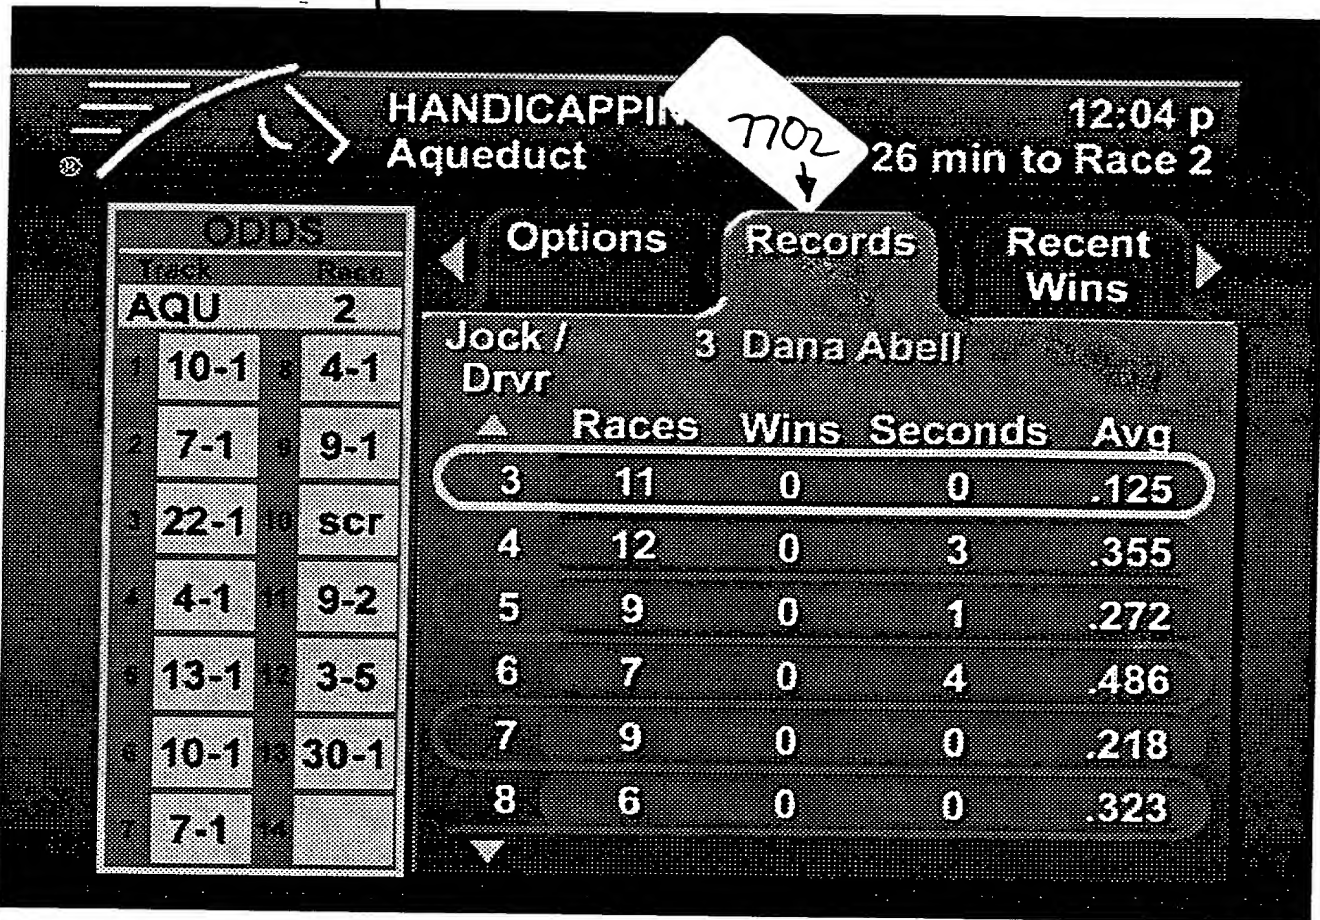 HANDICAPPIN
Aqueduct
12:04 p
26 min to Race 2
1102
®
ODDS
Track Race
AQU 2
1 10-1 8 4-1
2 7-1 9 9-1
3 22-1 10 scr
4 4-1 11 9-2
5 13-1 12 3-5
6 10-1 13 30-1
7 7-1 14
Options
Records
Recent
Wins
Jock /
Drvr
3 Dana Abell
Races Wins Seconds Avg
3 11 0 0 .125
4 12 0 3 .355
5 9 0 1 .272
6 7 0 4 .486
7 9 0 0 .218
8 6 0 0 .323